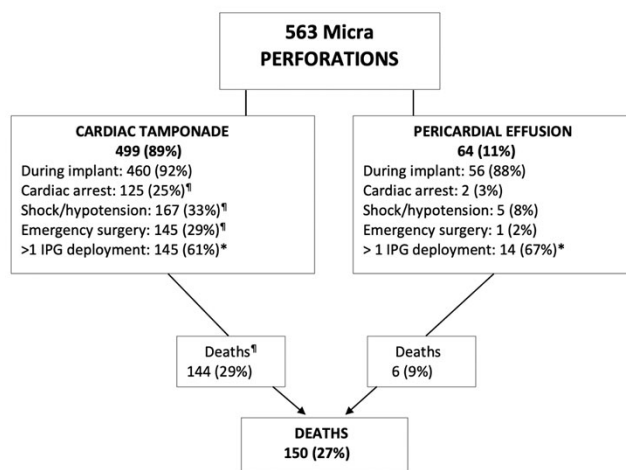 563 Micra
PERFORATIONS
CARDIAC TAMPONADE
499 (89%)
During implant: 460 (92%)
Cardiac arrest: 125 (25%)¶
Shock/hypotension: 167 (33%)¶
Emergency surgery: 145 (29%)¶
>1 IPG deployment: 145 (61%)*
PERICARDIAL EFFUSION
64 (11%)
During implant: 56 (88%)
Cardiac arrest: 2 (3%)
Shock/hypotension: 5 (8%)
Emergency surgery: 1 (2%)
> 1 IPG deployment: 14 (67%)*
Deaths¶
144 (29%)
Deaths
6 (9%)
DEATHS
150 (27%)